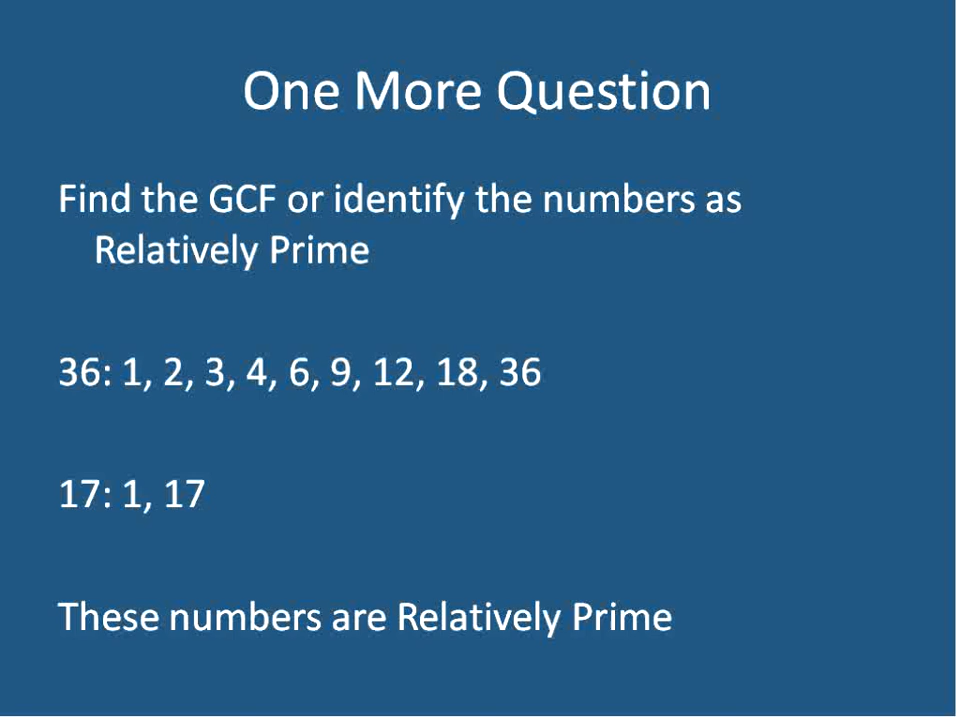 One More Question
Find the GCF or identify the numbers as
Relatively Prime
36: 1, 2, 3, 4, 6, 9, 12, 18, 36
17: 1, 17
These numbers are Relatively Prime